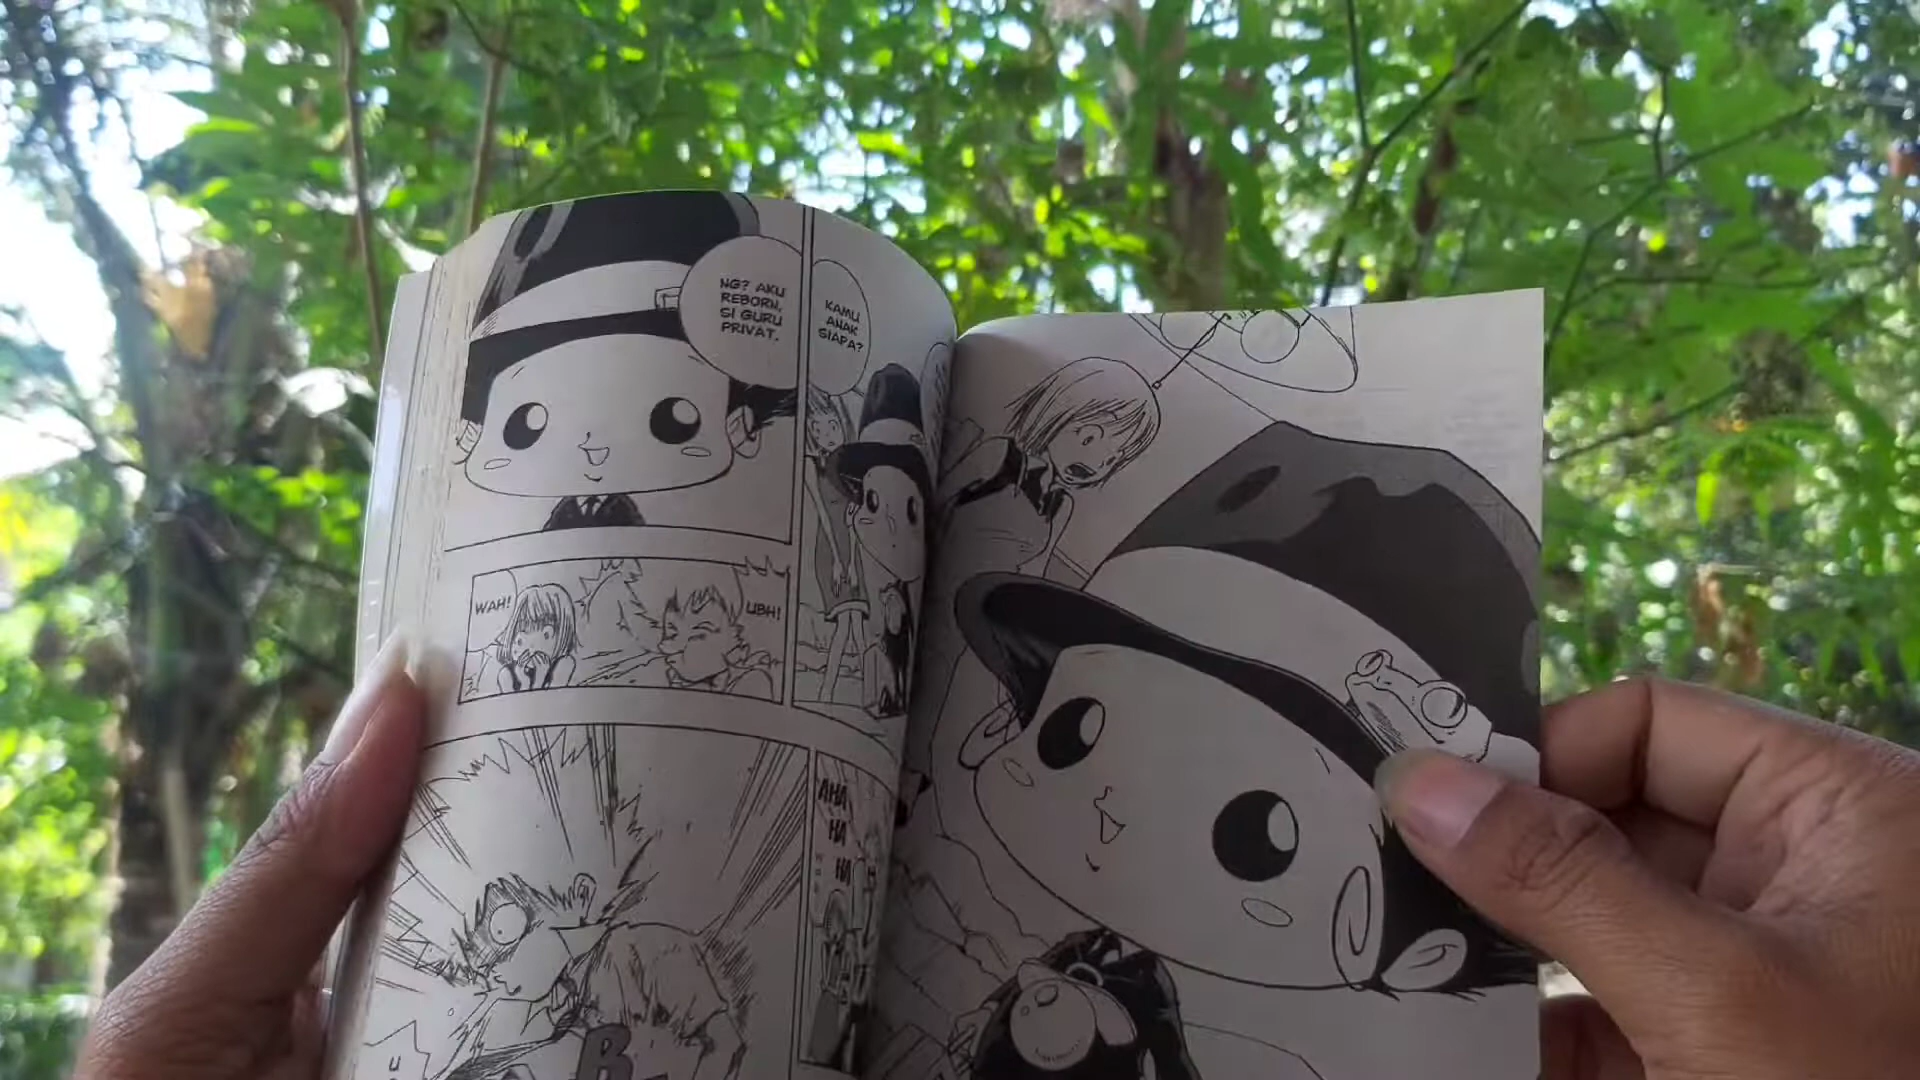 KAMU
ANAK
SIAPA?
NG? AKU
REBORN,
SI GURU
PRIVAT.
UBH!
WAH!
AHA
HA
HA